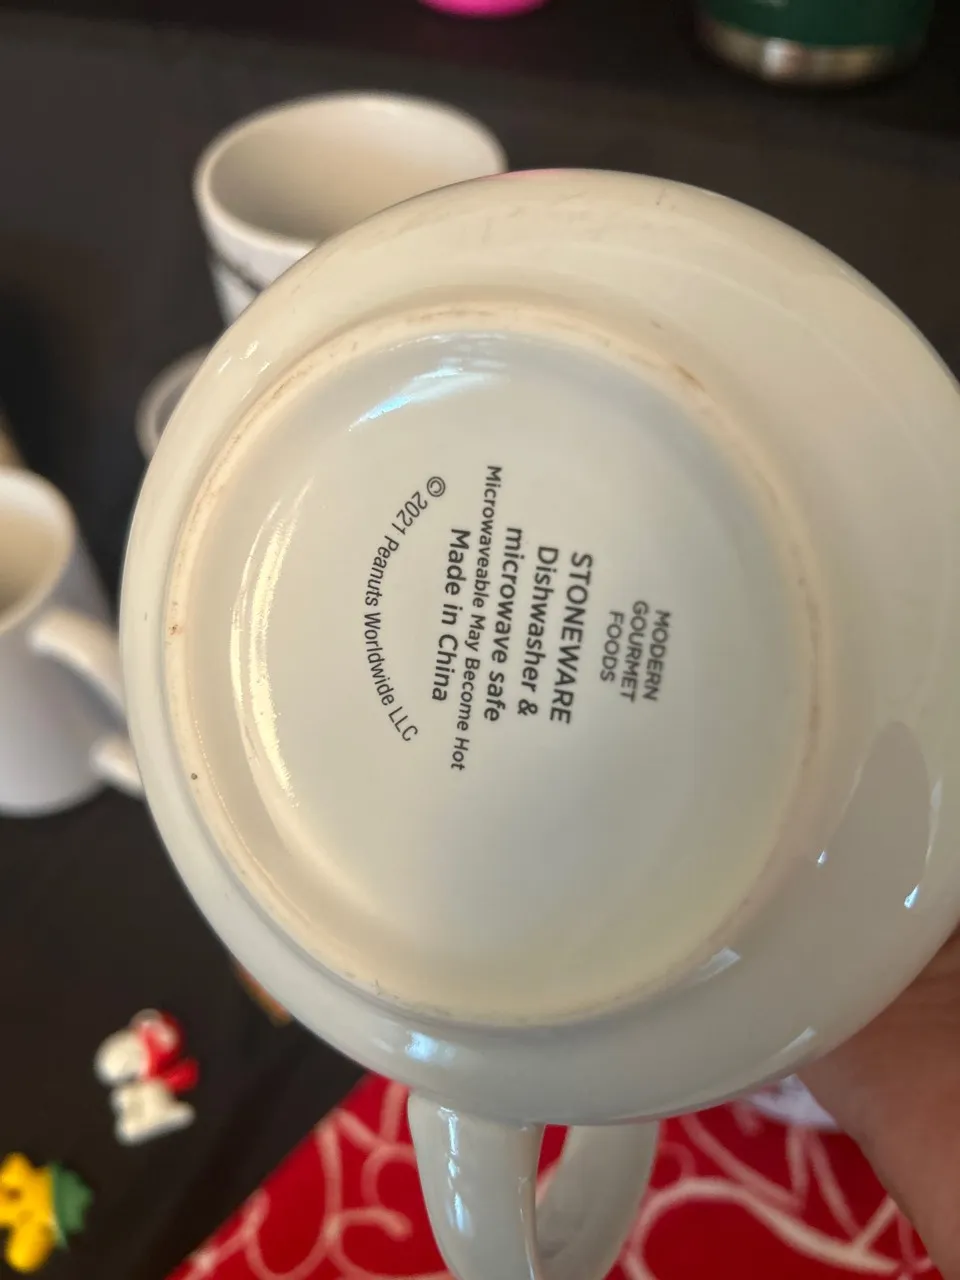 MODERN
GOURMET
FOODS
STONEWARE
Dishwasher &
microwave safe
Microwaveable May Become Hot
Made in China
© 2021 Peanuts Worldwide LLC